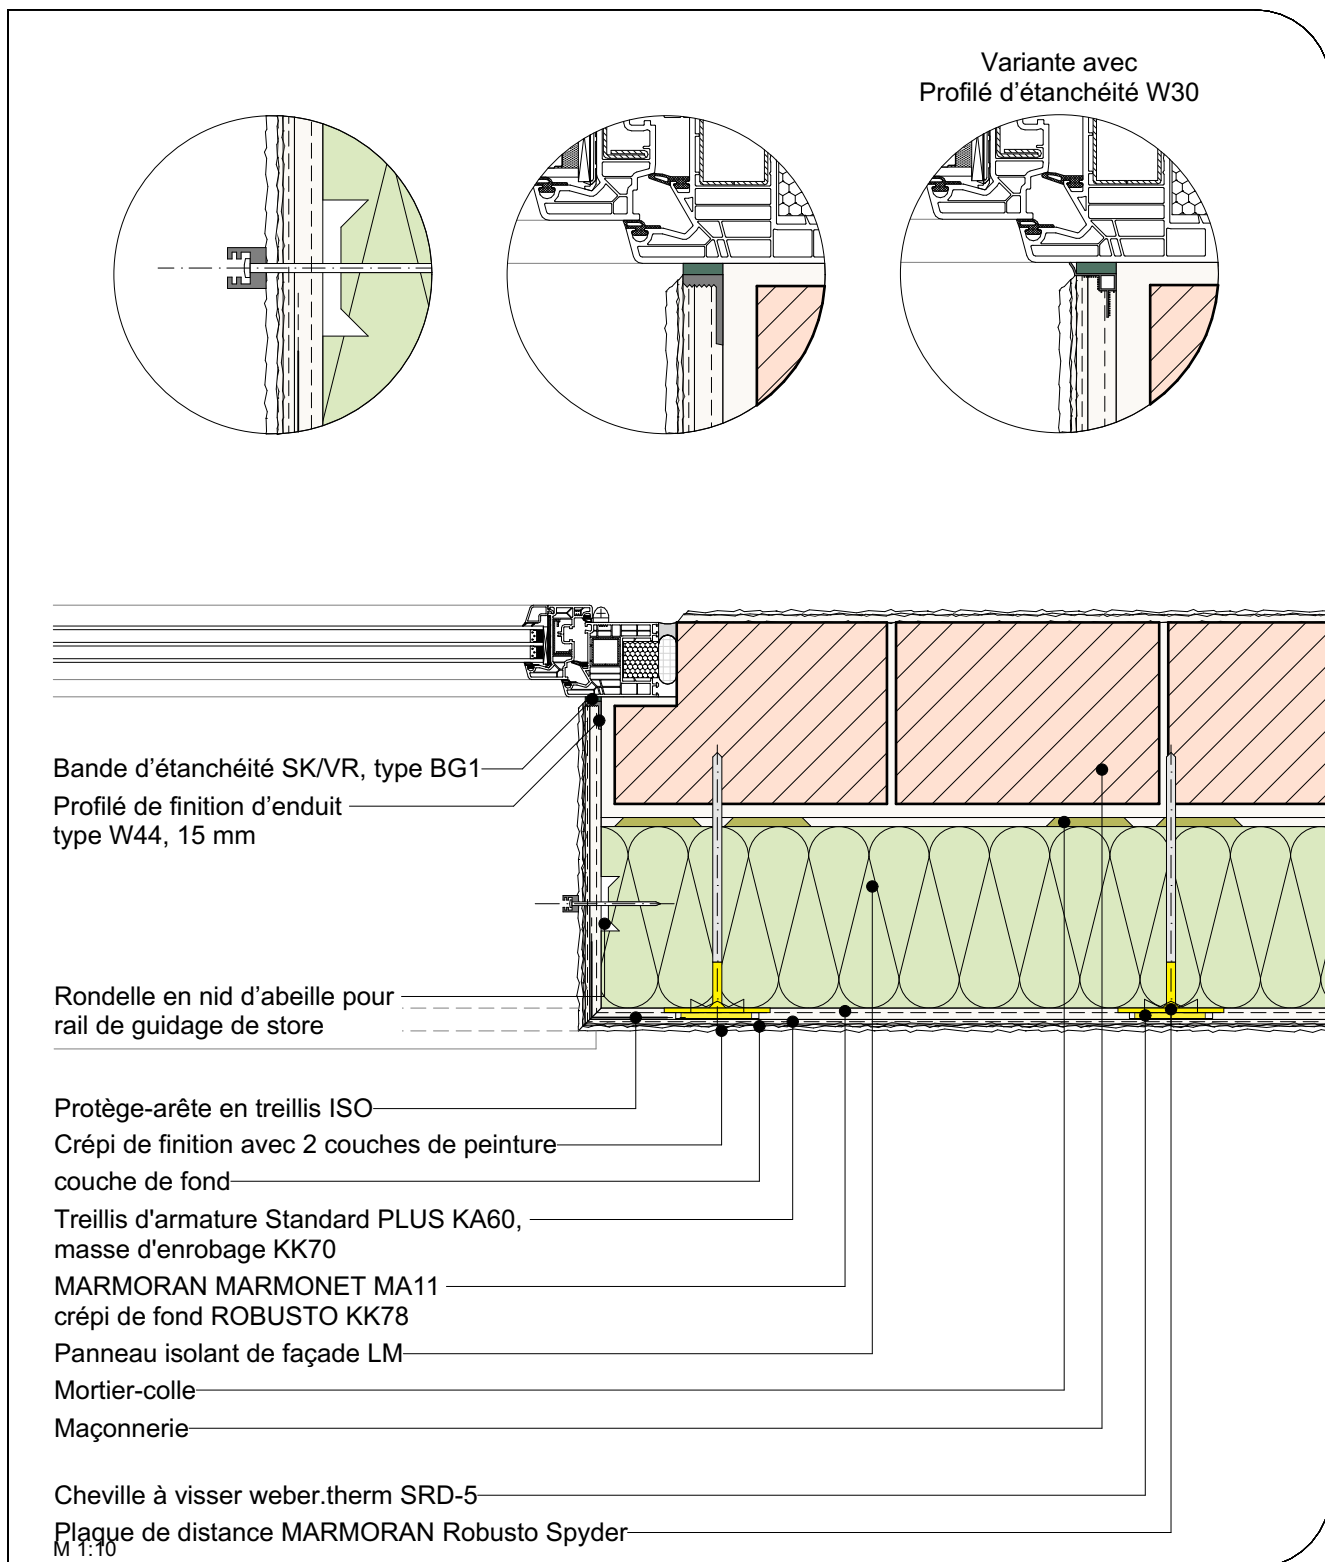 Variante avec
Profilé d’étanchéité W30
Bande d’étanchéité SK/VR, type BG1
Profilé de finition d’enduit
type W44, 15 mm
Rondelle en nid d’abeille pour
rail de guidage de store
Protège-arête en treillis ISO
Crépi de finition avec 2 couches de peinture
couche de fond
Treillis d'armature Standard PLUS KA60,
masse d'enrobage KK70
MARMORAN MARMONET MA11
crépi de fond ROBUSTO KK78
Panneau isolant de façade LM
Mortier-colle
Maçonnerie
Cheville à visser weber.therm SRD-5
Plaque de distance MARMORAN Robusto Spyder
M 1:10